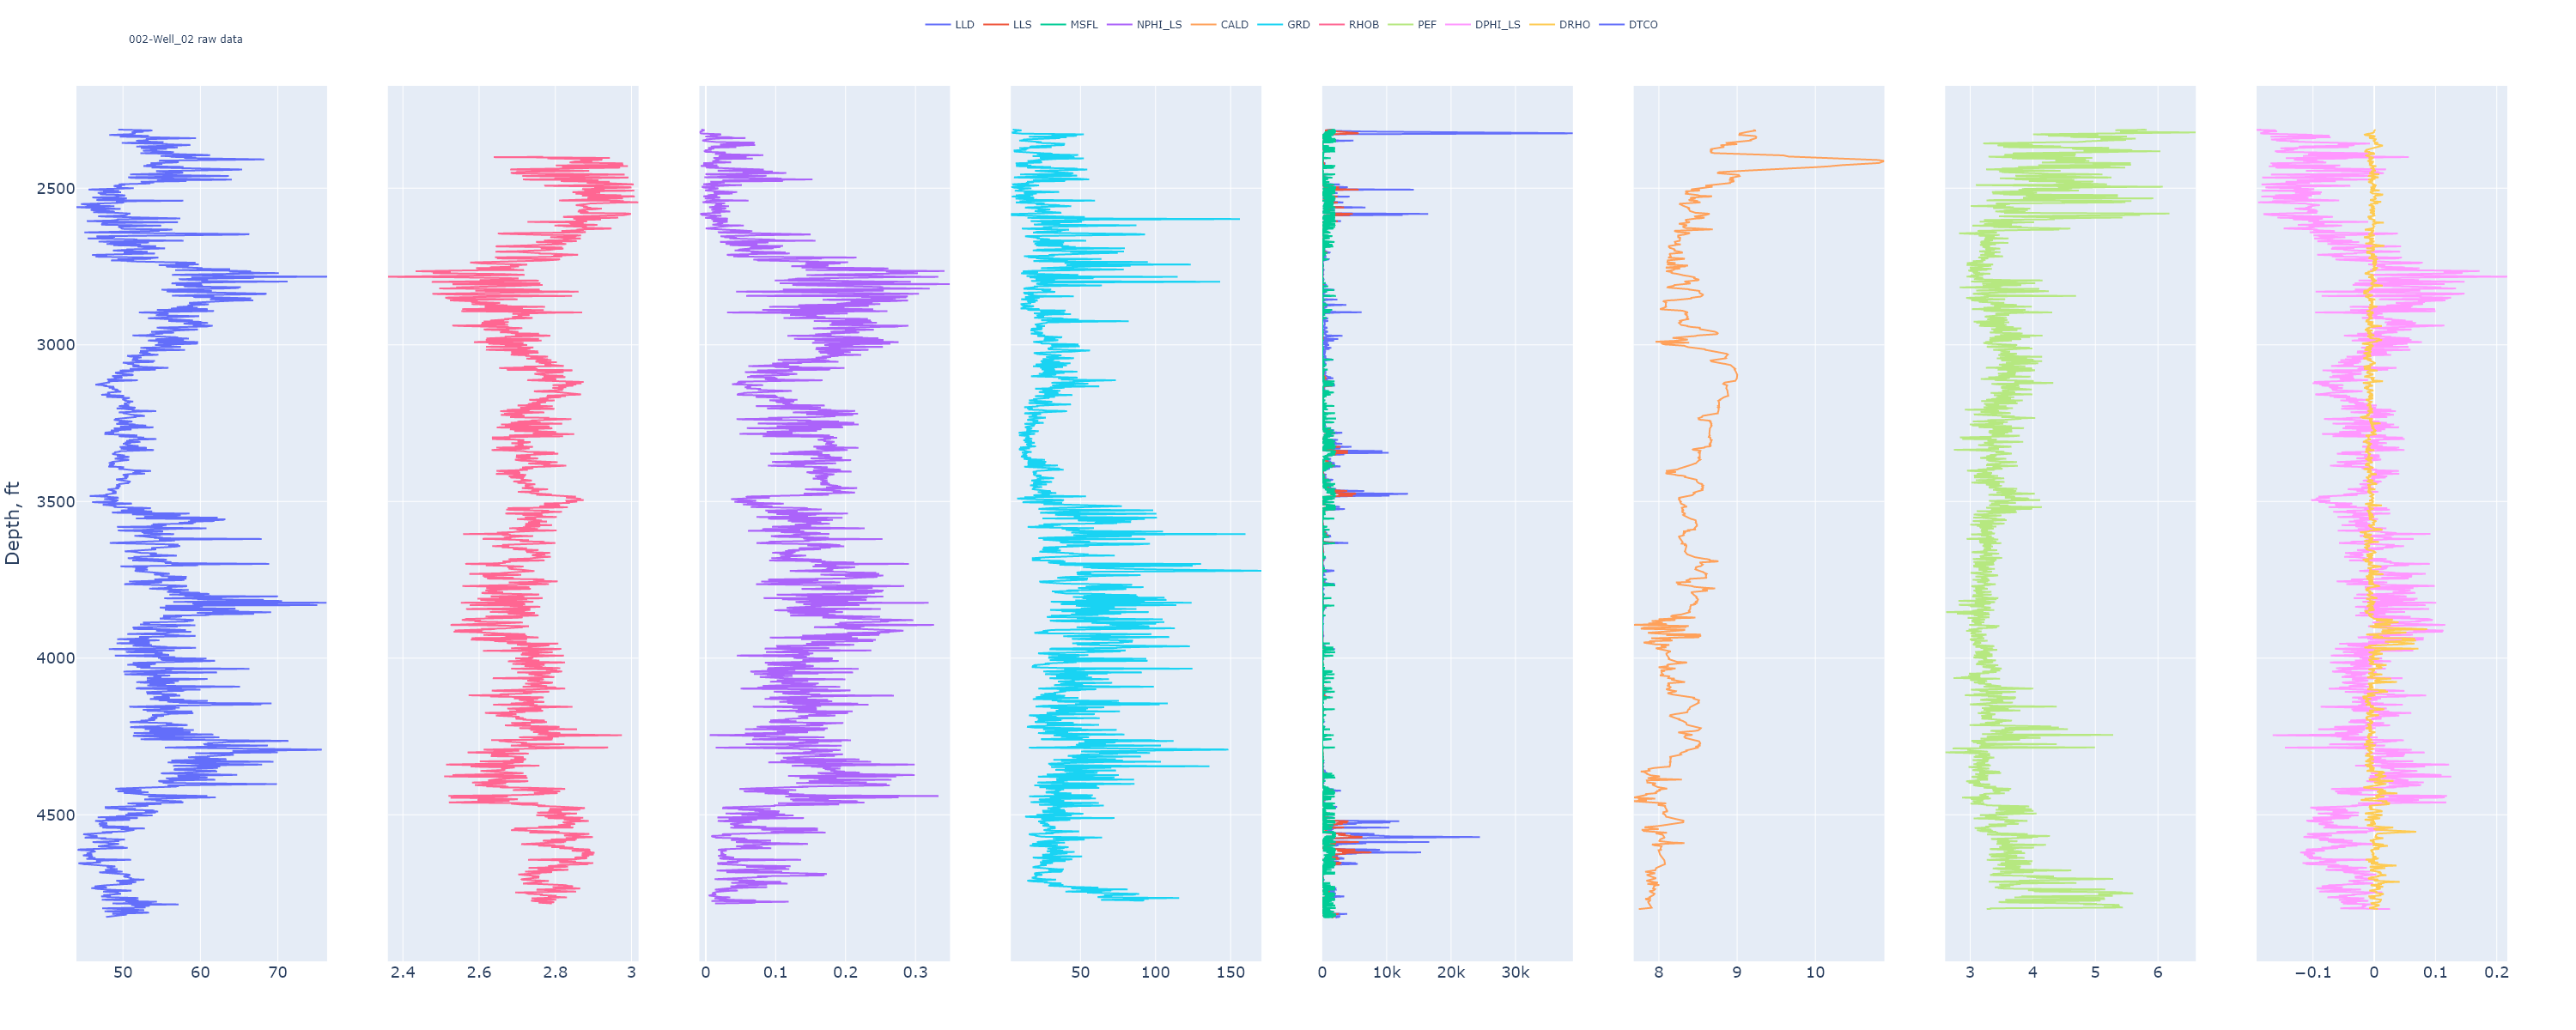 LLD LLS MSFL NPHI_LS CALD GRD RHOB PEF DPHI_LS DRHO DTCO
002-Well_02 raw data
2500
3000
3500
4000
4500
Depth, ft
50 60 70 2.4 2.6 2.8 3 0 0.1 0.2 0.3 50 100 150 0 10k 20k 30k 8 9 10 3 4 5 6 −0.1 0 0.1 0.2